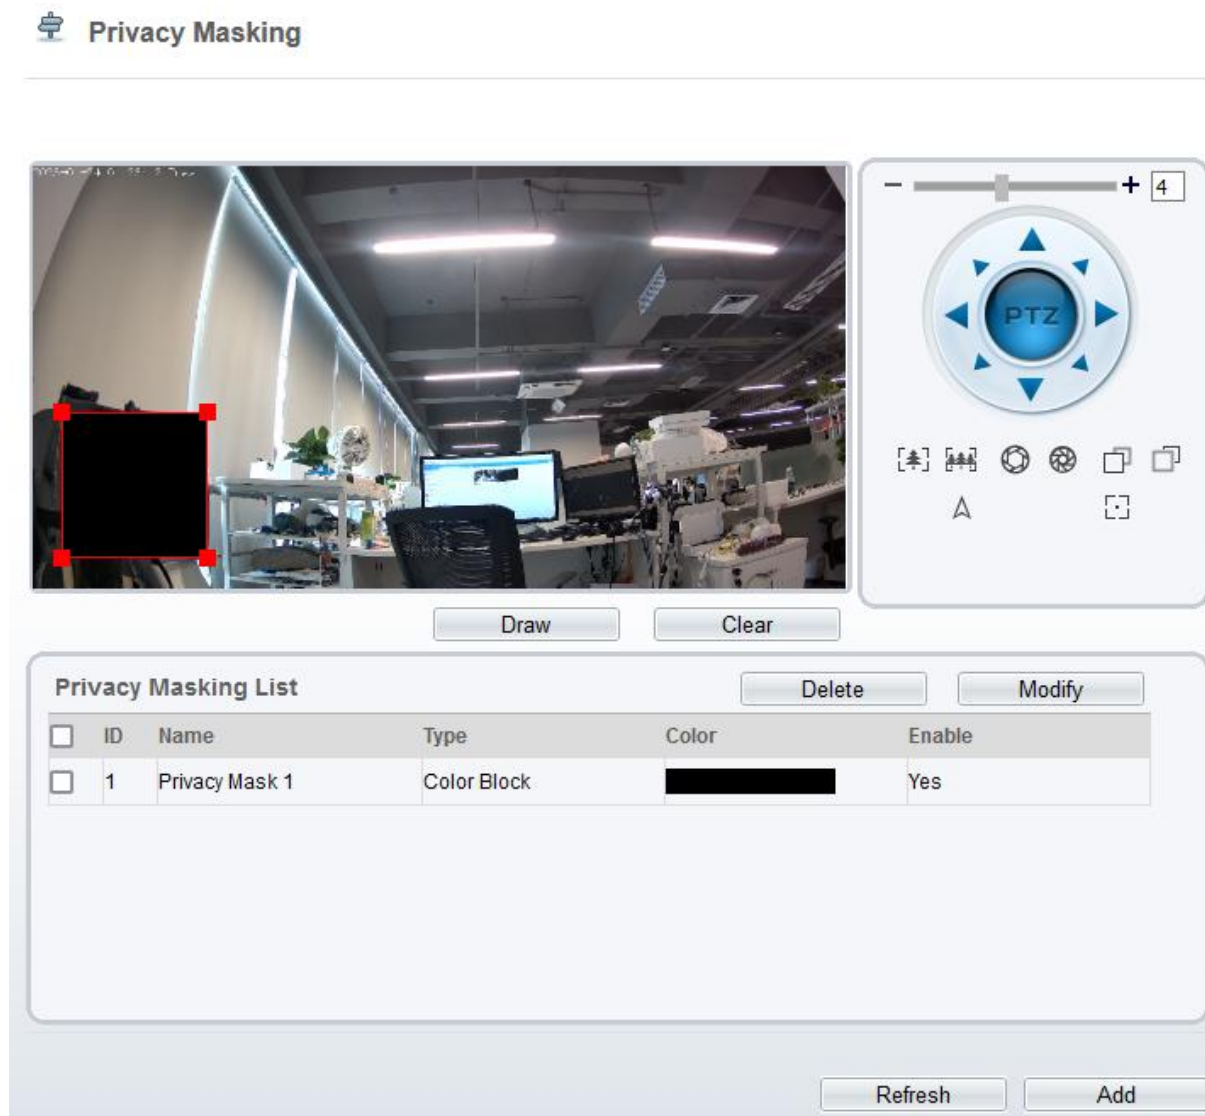 Privacy Masking
4
PTZ
Draw
Clear
Privacy Masking List
Delete
Modify
ID Name Type Color Enable
1 Privacy Mask 1 Color Block Yes
Refresh
Add